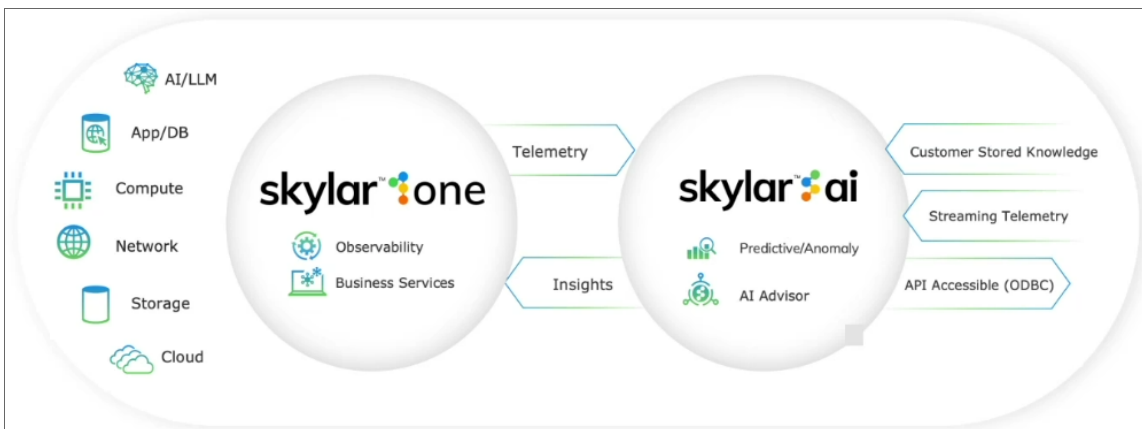 AI/LLM
App/DB
Compute
Network
Storage
Cloud
skylar™ one
Observability
Business Services
Telemetry
Insights
skylar™ ai
Predictive/Anomaly
AI Advisor
Customer Stored Knowledge
Streaming Telemetry
API Accessible (ODBC)